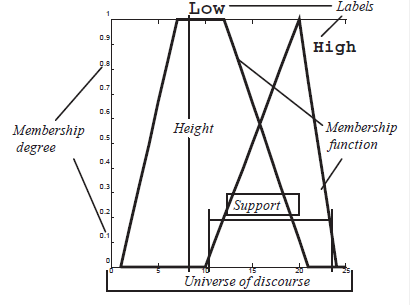 Low
Labels
High
1
0.9
0.8
0.7
0.6
0.5
0.4
0.3
0.2
0.1
0
Membership
degree
Height
Membership
function
Support
0
5
10
15
20
25
Universe of discourse